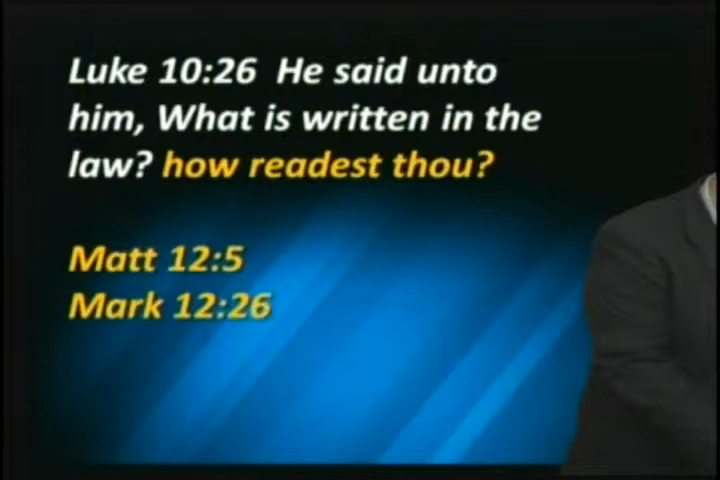 Luke 10:26 He said unto
him, What is written in the
law? how readest thou?
Matt 12:5
Mark 12:26